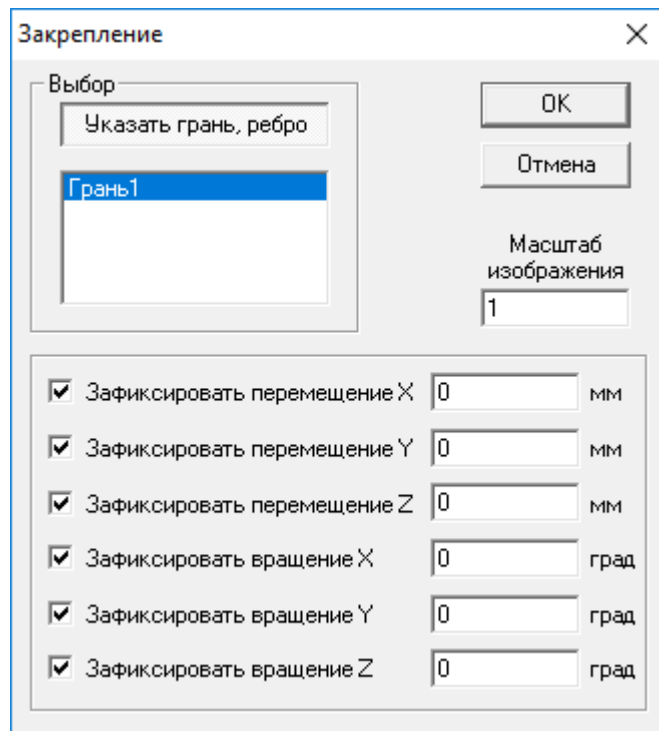 Закрепление
Выбор
Указать грань, ребро
Грань1
OK
Отмена
Масштаб
изображения
1
Зафиксировать перемещение X 0 мм
Зафиксировать перемещение Y 0 мм
Зафиксировать перемещение Z 0 мм
Зафиксировать вращение X 0 град
Зафиксировать вращение Y 0 град
Зафиксировать вращение Z 0 град